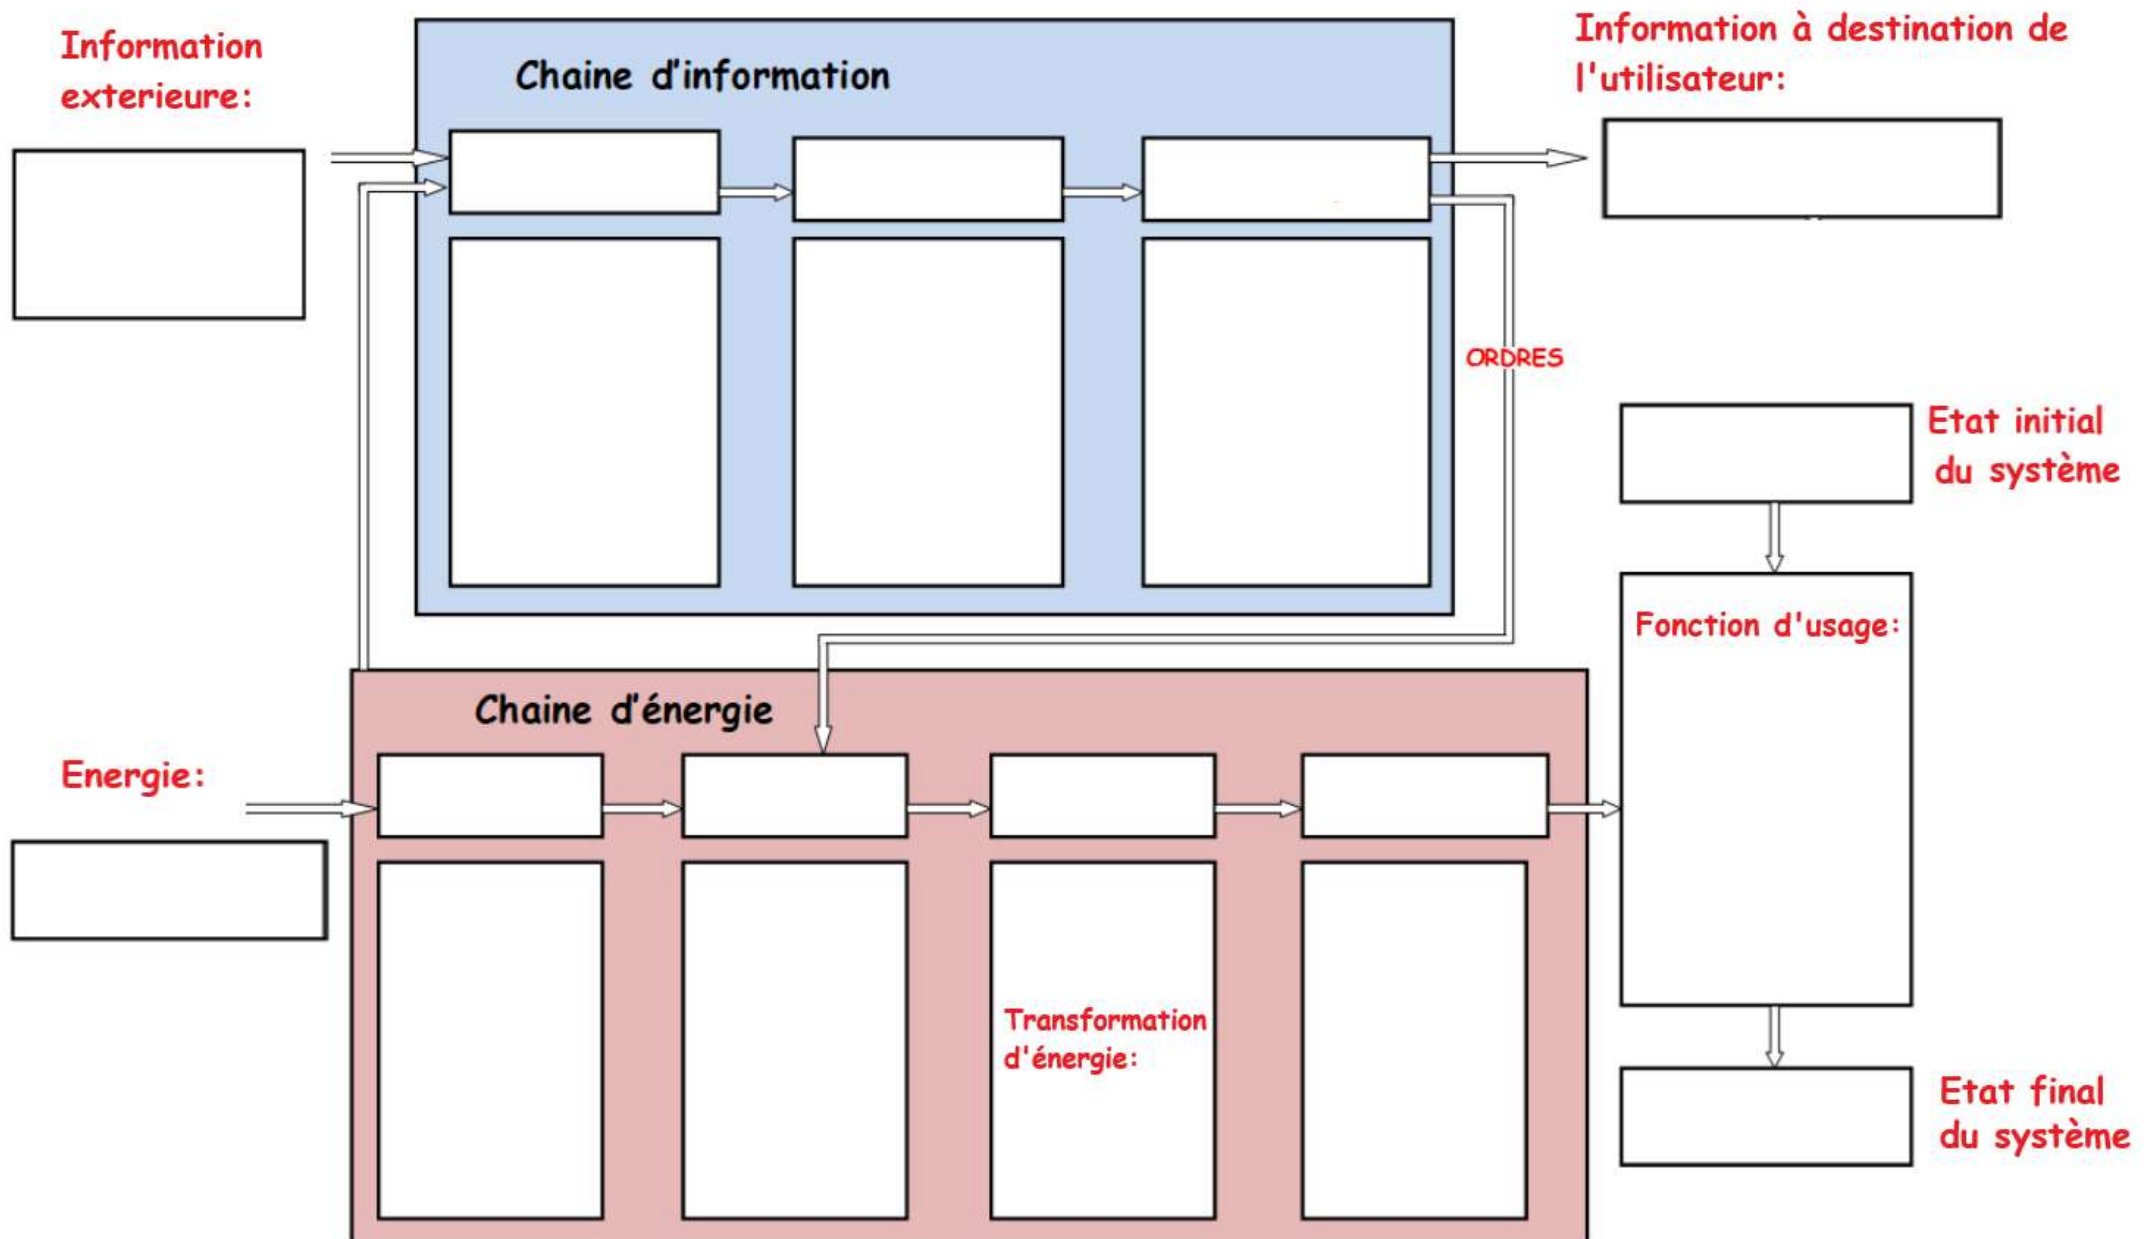 Information
exterieure:
Chaine d'information
Information à destination de
l'utilisateur:
ORDRES
Etat initial
du système
Fonction d'usage:
Chaine d'énergie
Energie:
Transformation
d'énergie:
Etat final
du système